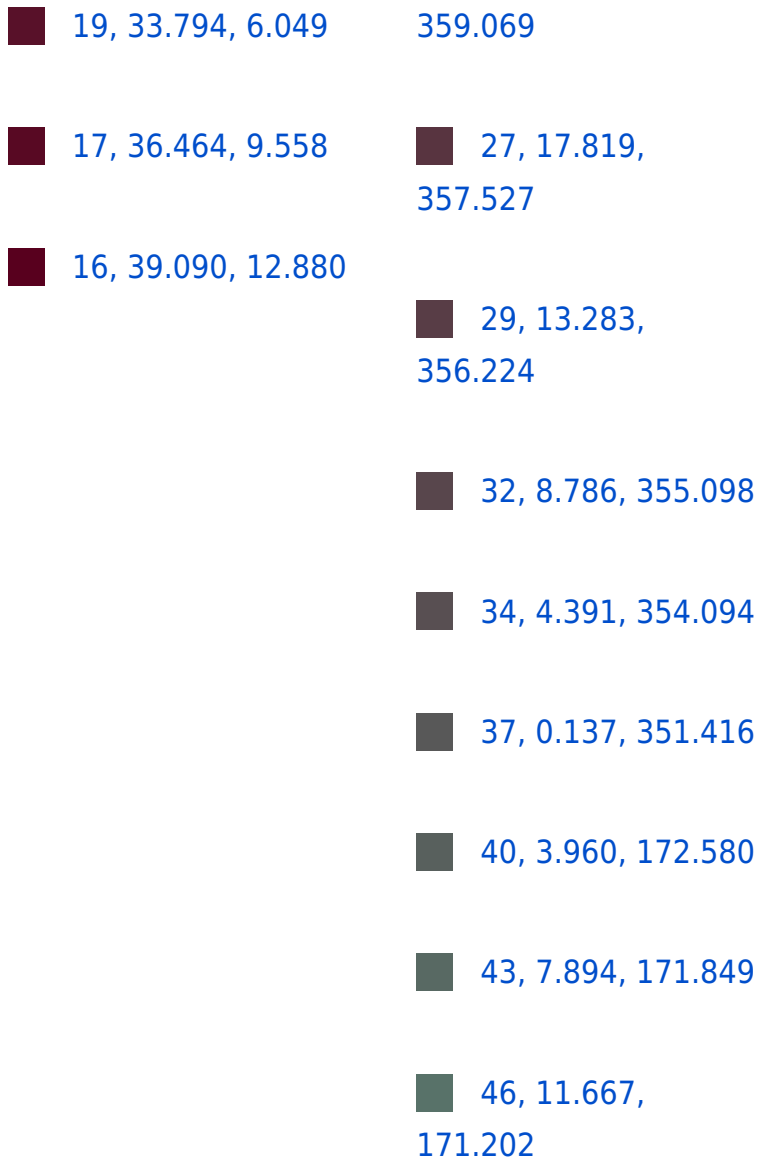 19, 33.794, 6.049
17, 36.464, 9.558
16, 39.090, 12.880
359.069
27, 17.819,
357.527
29, 13.283,
356.224
32, 8.786, 355.098
34, 4.391, 354.094
37, 0.137, 351.416
40, 3.960, 172.580
43, 7.894, 171.849
46, 11.667,
171.202